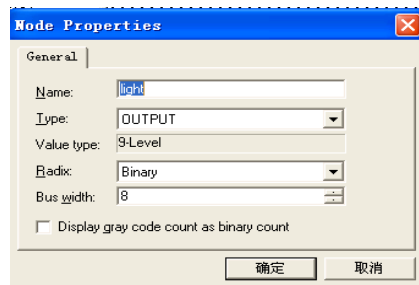 Node Properties
General
Name: light
Type: OUTPUT
Value type: 9-Level
Radix: Binary
Bus width: 8
Display gray code count as binary count
确定 取消